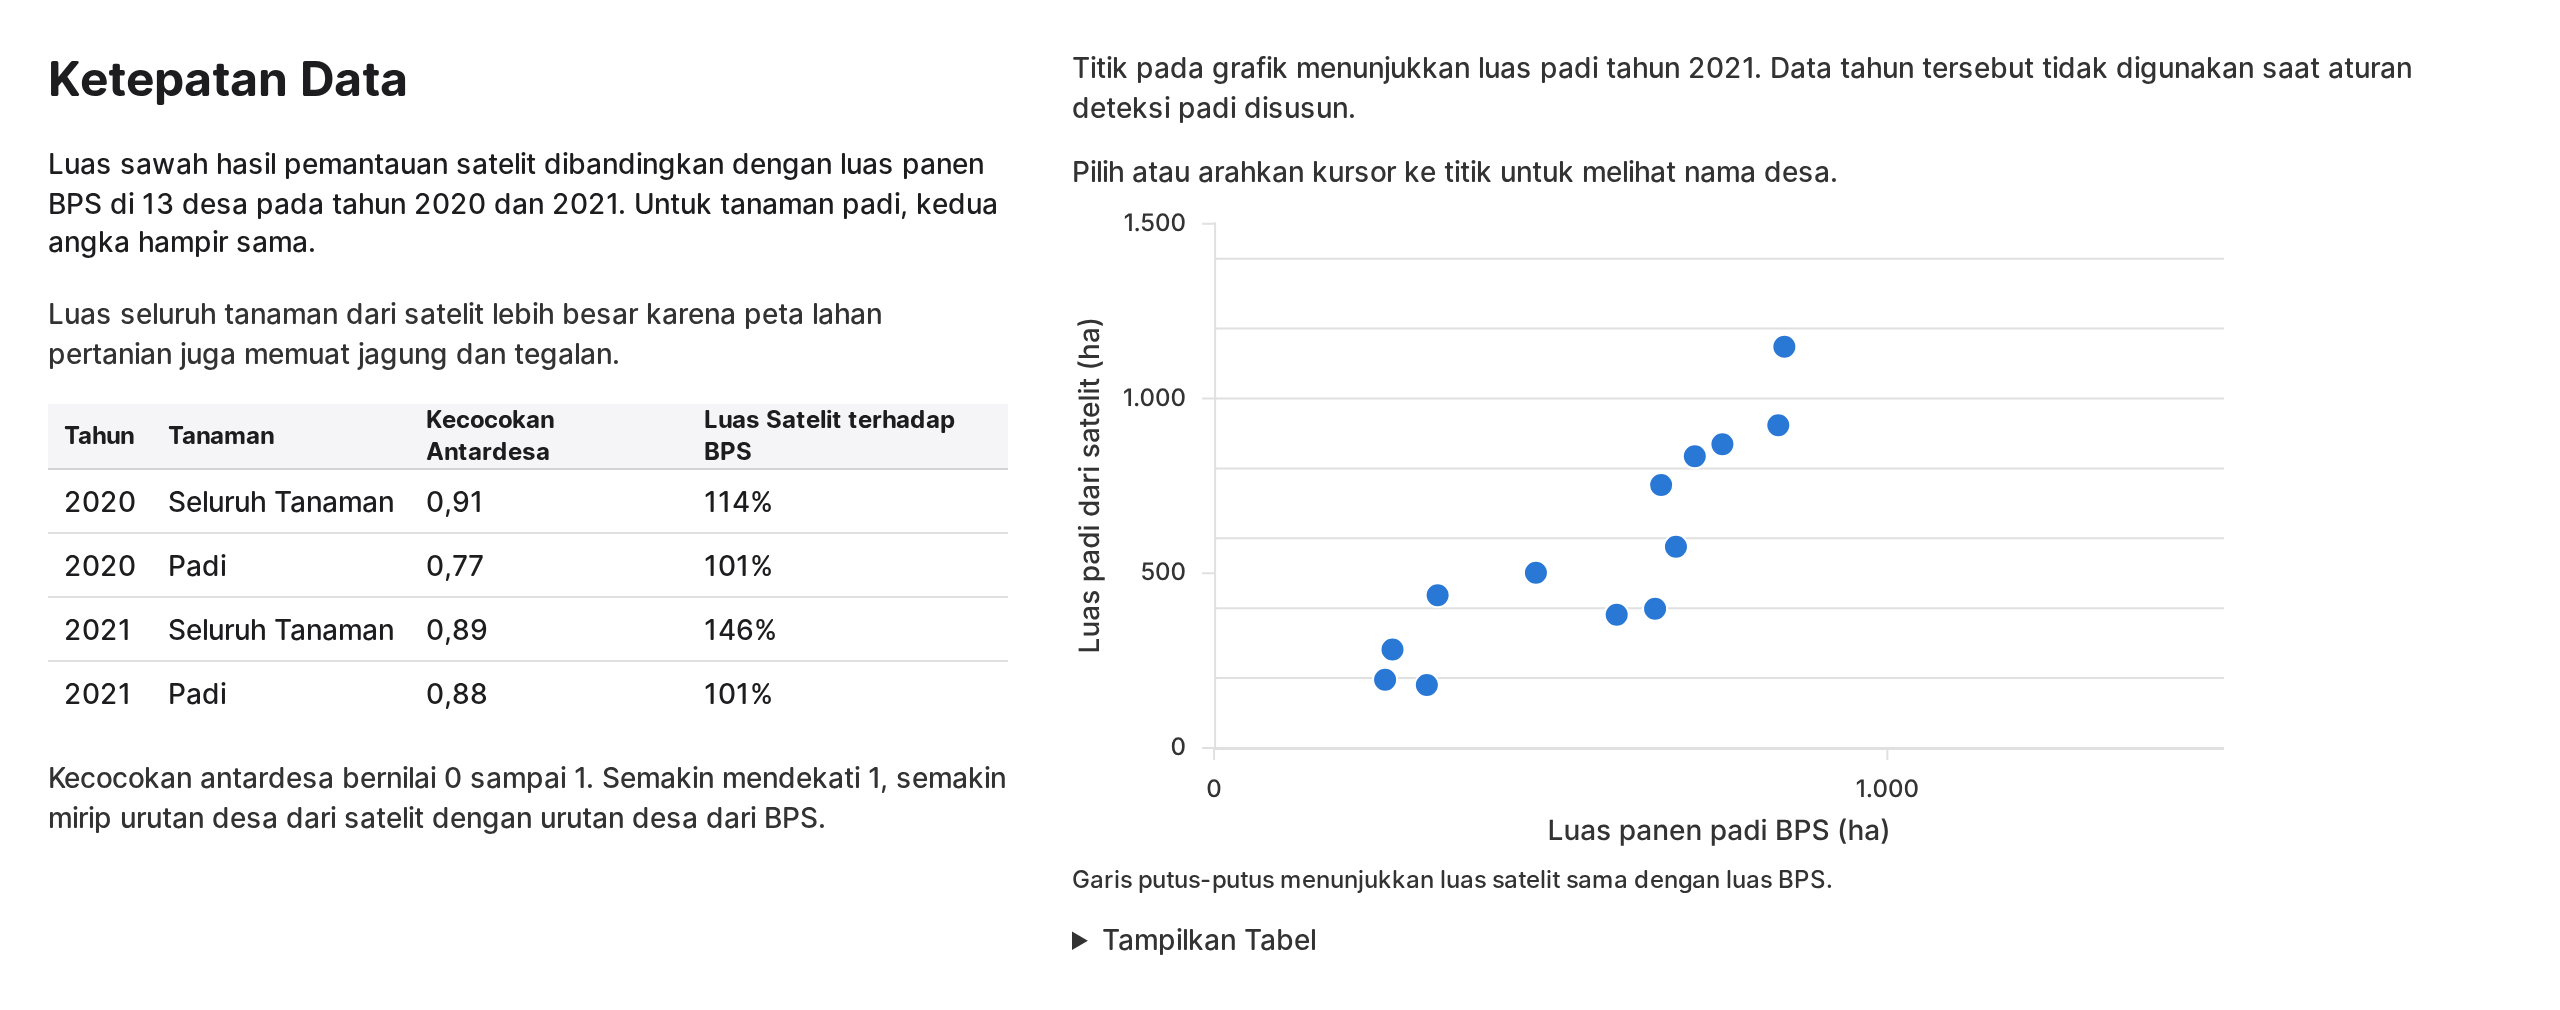 Ketepatan Data
Luas sawah hasil pemantauan satelit dibandingkan dengan luas panen
BPS di 13 desa pada tahun 2020 dan 2021. Untuk tanaman padi, kedua
angka hampir sama.
Luas seluruh tanaman dari satelit lebih besar karena peta lahan
pertanian juga memuat jagung dan tegalan.
Tahun Tanaman Kecocokan Antardesa Luas Satelit terhadap BPS
2020 Seluruh Tanaman 0,91 114%
2020 Padi 0,77 101%
2021 Seluruh Tanaman 0,89 146%
2021 Padi 0,88 101%
Kecocokan antardesa bernilai 0 sampai 1. Semakin mendekati 1, semakin
mirip urutan desa dari satelit dengan urutan desa dari BPS.
Titik pada grafik menunjukkan luas padi tahun 2021. Data tahun tersebut tidak digunakan saat aturan
deteksi padi disusun.
Pilih atau arahkan kursor ke titik untuk melihat nama desa.
Luas padi dari satelit (ha)
1.500
1.000
500
0
0 1.000
Luas panen padi BPS (ha)
Garis putus-putus menunjukkan luas satelit sama dengan luas BPS.
Tampilkan Tabel